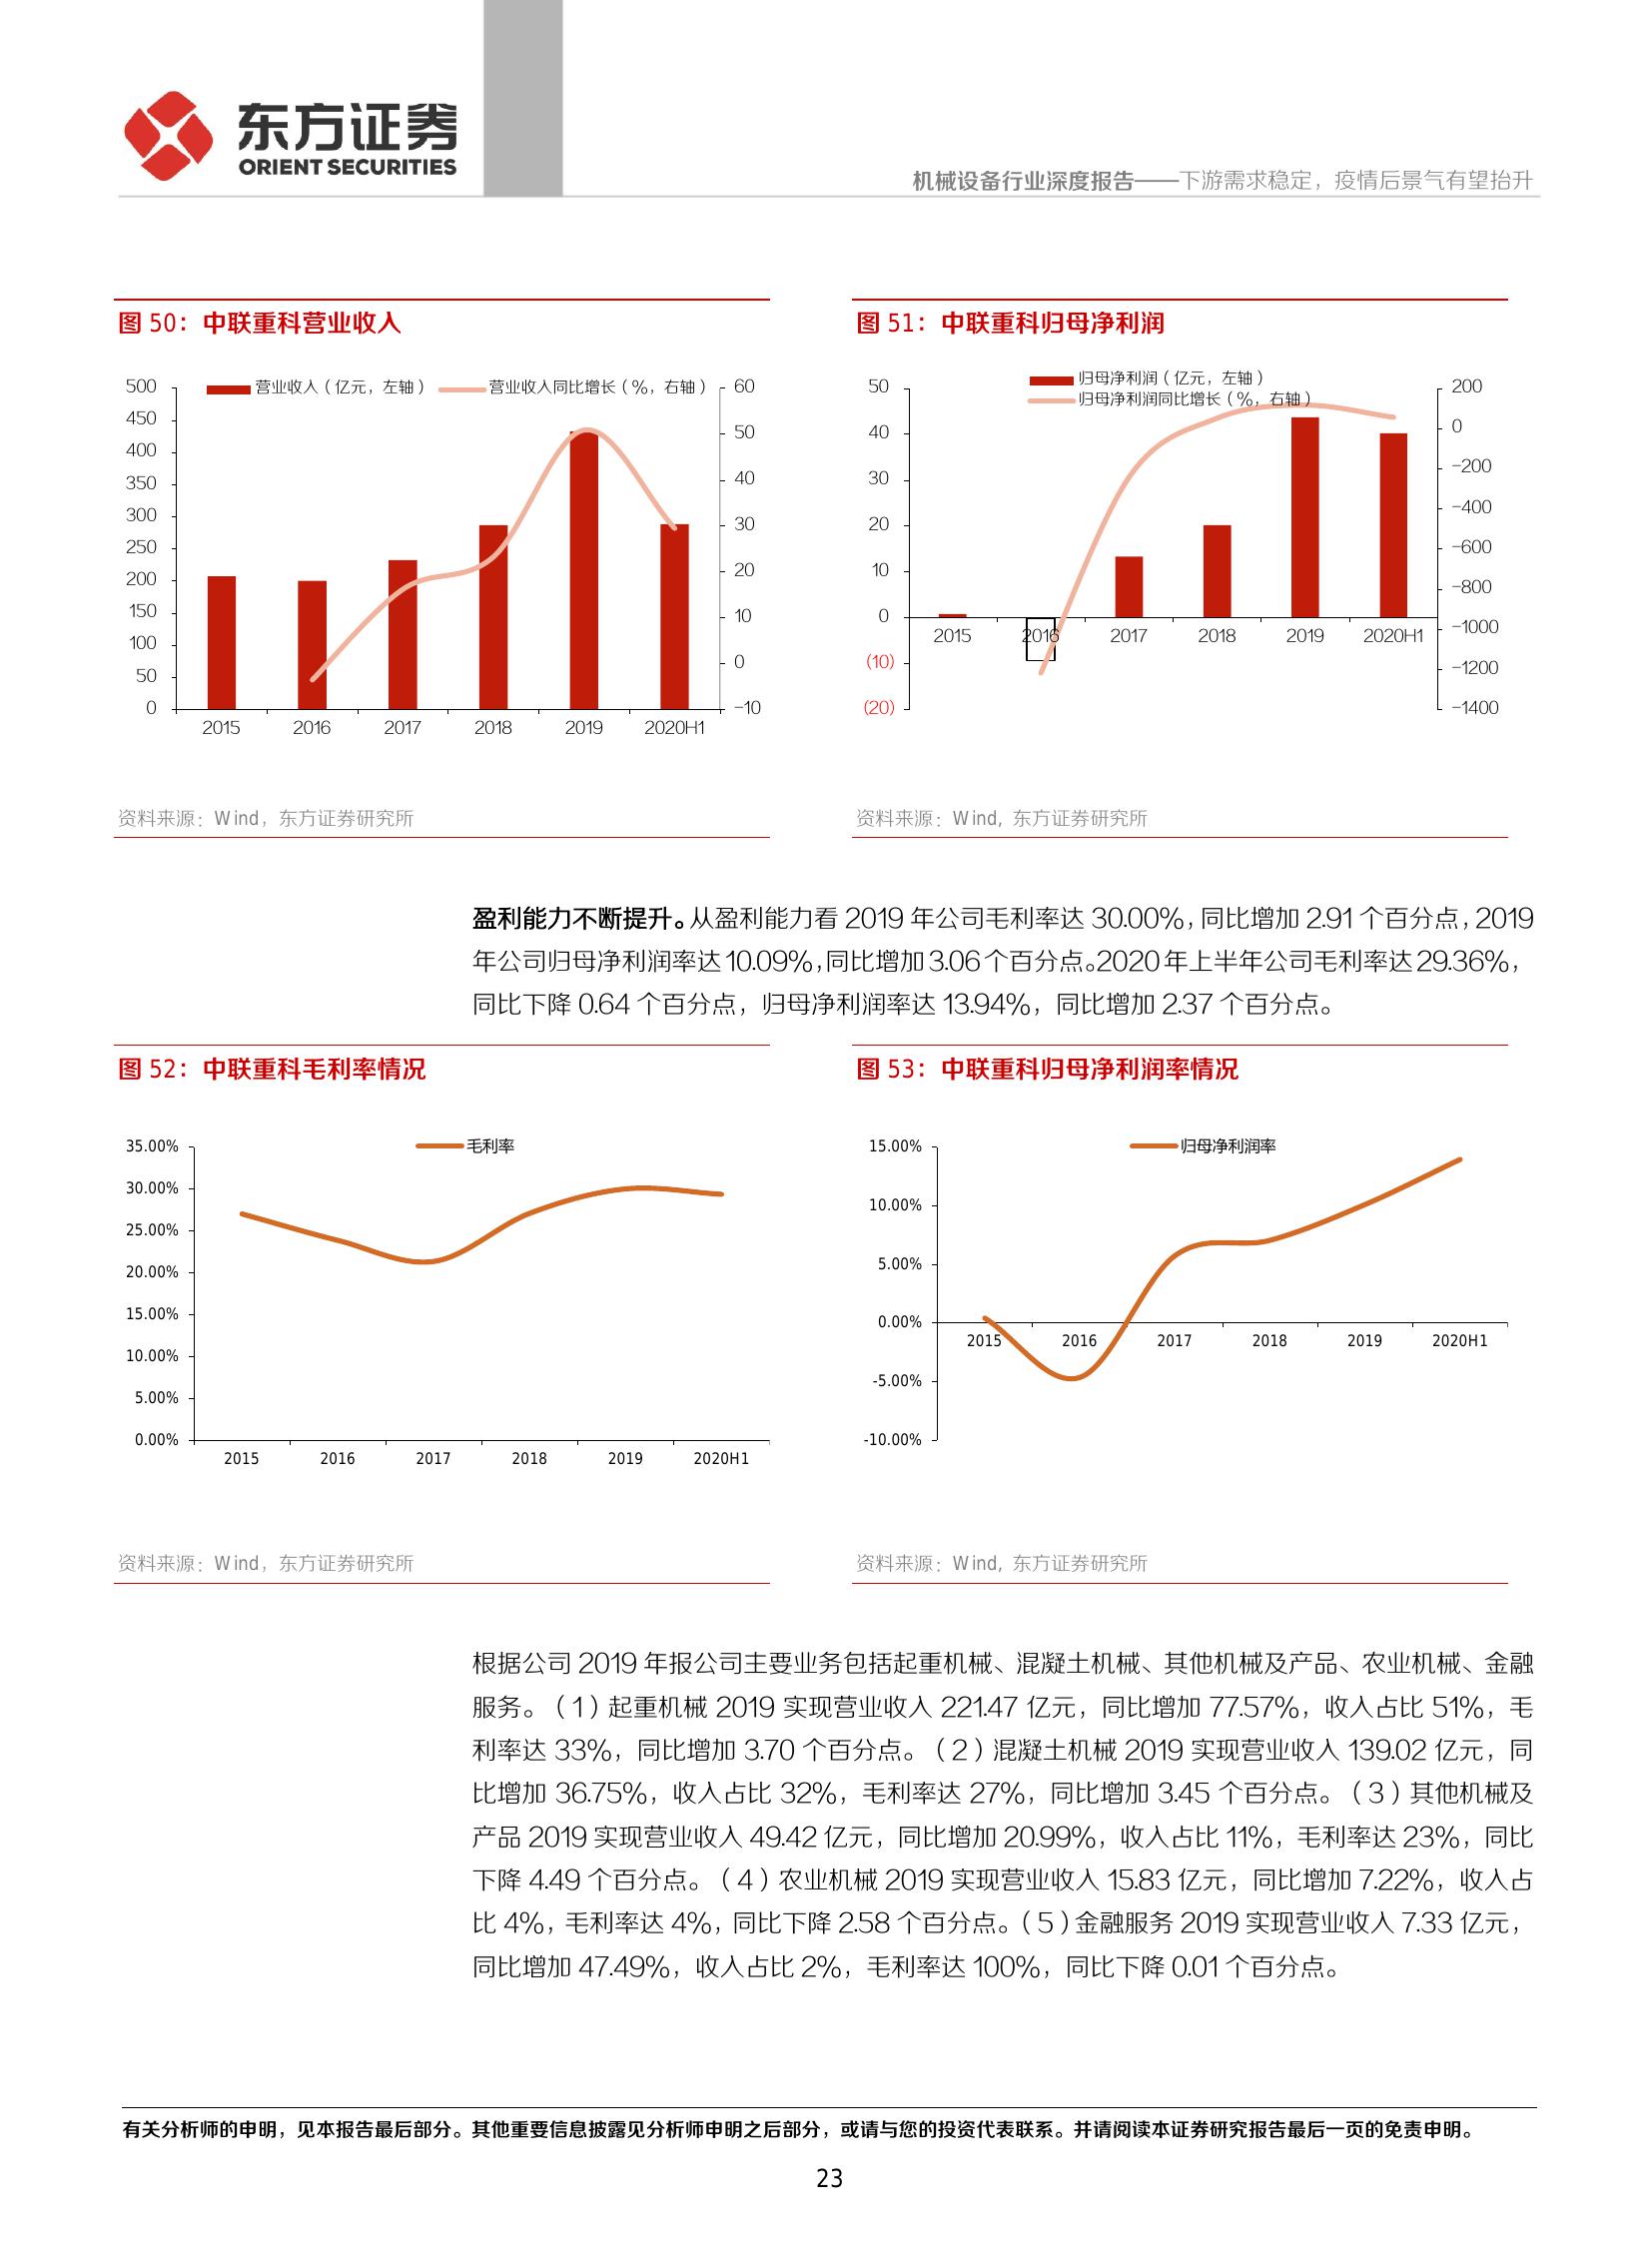 东方证券
ORIENT SECURITIES
机械设备行业深度报告——下游需求稳定，疫情后景气有望抬升
图 50：中联重科营业收入
营业收入（亿元，左轴）
营业收入同比增长（%，右轴）
500
450
400
350
300
250
200
150
100
50
0
60
50
40
30
20
10
0
-10
2015 2016 2017 2018 2019 2020H1
资料来源：Wind，东方证券研究所
图 51：中联重科归母净利润
归母净利润（亿元，左轴）
归母净利润同比增长（%，右轴）
50
40
30
20
10
0
(10)
(20)
200
0
-200
-400
-600
-800
-1000
-1200
-1400
2015 2016 2017 2018 2019 2020H1
资料来源：Wind, 东方证券研究所
盈利能力不断提升。从盈利能力看 2019 年公司毛利率达 30.00%，同比增加 2.91 个百分点，2019
年公司归母净利润率达 10.09%，同比增加 3.06 个百分点。2020 年上半年公司毛利率达 29.36%，
同比下降 0.64 个百分点，归母净利润率达 13.94%，同比增加 2.37 个百分点。
图 52：中联重科毛利率情况
毛利率
35.00%
30.00%
25.00%
20.00%
15.00%
10.00%
5.00%
0.00%
2015 2016 2017 2018 2019 2020H1
资料来源：Wind，东方证券研究所
图 53：中联重科归母净利润率情况
归母净利润率
15.00%
10.00%
5.00%
0.00%
-5.00%
-10.00%
2015 2016 2017 2018 2019 2020H1
资料来源：Wind, 东方证券研究所
根据公司 2019 年报公司主要业务包括起重机械、混凝土机械、其他机械及产品、农业机械、金融
服务。（1）起重机械 2019 实现营业收入 221.47 亿元，同比增加 77.57%，收入占比 51%，毛
利率达 33%，同比增加 3.70 个百分点。（2）混凝土机械 2019 实现营业收入 139.02 亿元，同
比增加 36.75%，收入占比 32%，毛利率达 27%，同比增加 3.45 个百分点。（3）其他机械及
产品 2019 实现营业收入 49.42 亿元，同比增加 20.99%，收入占比 11%，毛利率达 23%，同比
下降 4.49 个百分点。（4）农业机械 2019 实现营业收入 15.83 亿元，同比增加 7.22%，收入占
比 4%，毛利率达 4%，同比下降 2.58 个百分点。（5）金融服务 2019 实现营业收入 7.33 亿元，
同比增加 47.49%，收入占比 2%，毛利率达 100%，同比下降 0.01 个百分点。
有关分析师的申明，见本报告最后部分。其他重要信息披露见分析师申明之后部分，或请与您的投资代表联系。并请阅读本证券研究报告最后一页的免责申明。
23